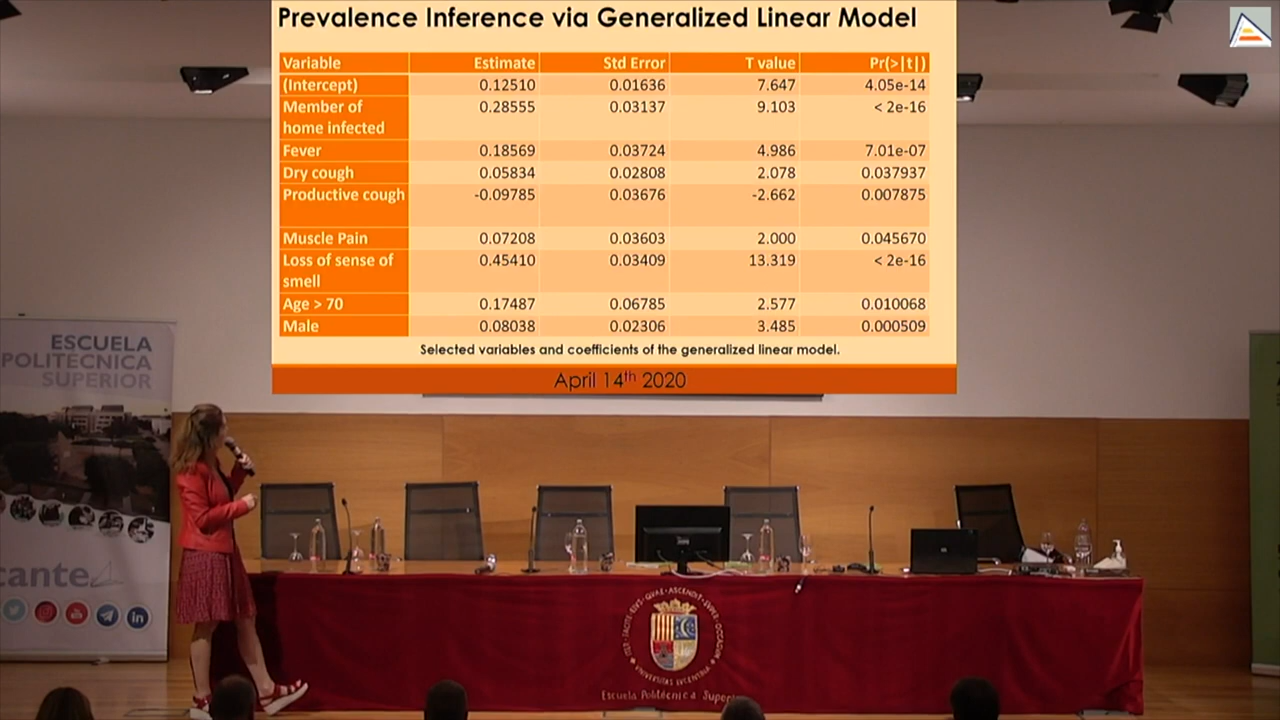 Prevalence Inference via Generalized Linear Model
Variable Estimate Std Error T value Pr(>|t|)
(Intercept) 0.12510 0.01636 7.647 4.05e-14
Member of home infected 0.28555 0.03137 9.103 < 2e-16
Fever 0.18569 0.03724 4.986 7.01e-07
Dry cough 0.05834 0.02808 2.078 0.037937
Productive cough -0.09785 0.03676 -2.662 0.007875
Muscle Pain 0.07208 0.03603 2.000 0.045670
Loss of sense of smell 0.45410 0.03409 13.319 < 2e-16
Age > 70 0.17487 0.06785 2.577 0.010068
Male 0.08038 0.02306 3.485 0.000509
Selected variables and coefficients of the generalized linear model.
April 14th 2020
ESCUELA
POLITECNICA
SUPERIOR
cante
Escuela Politécnica Super